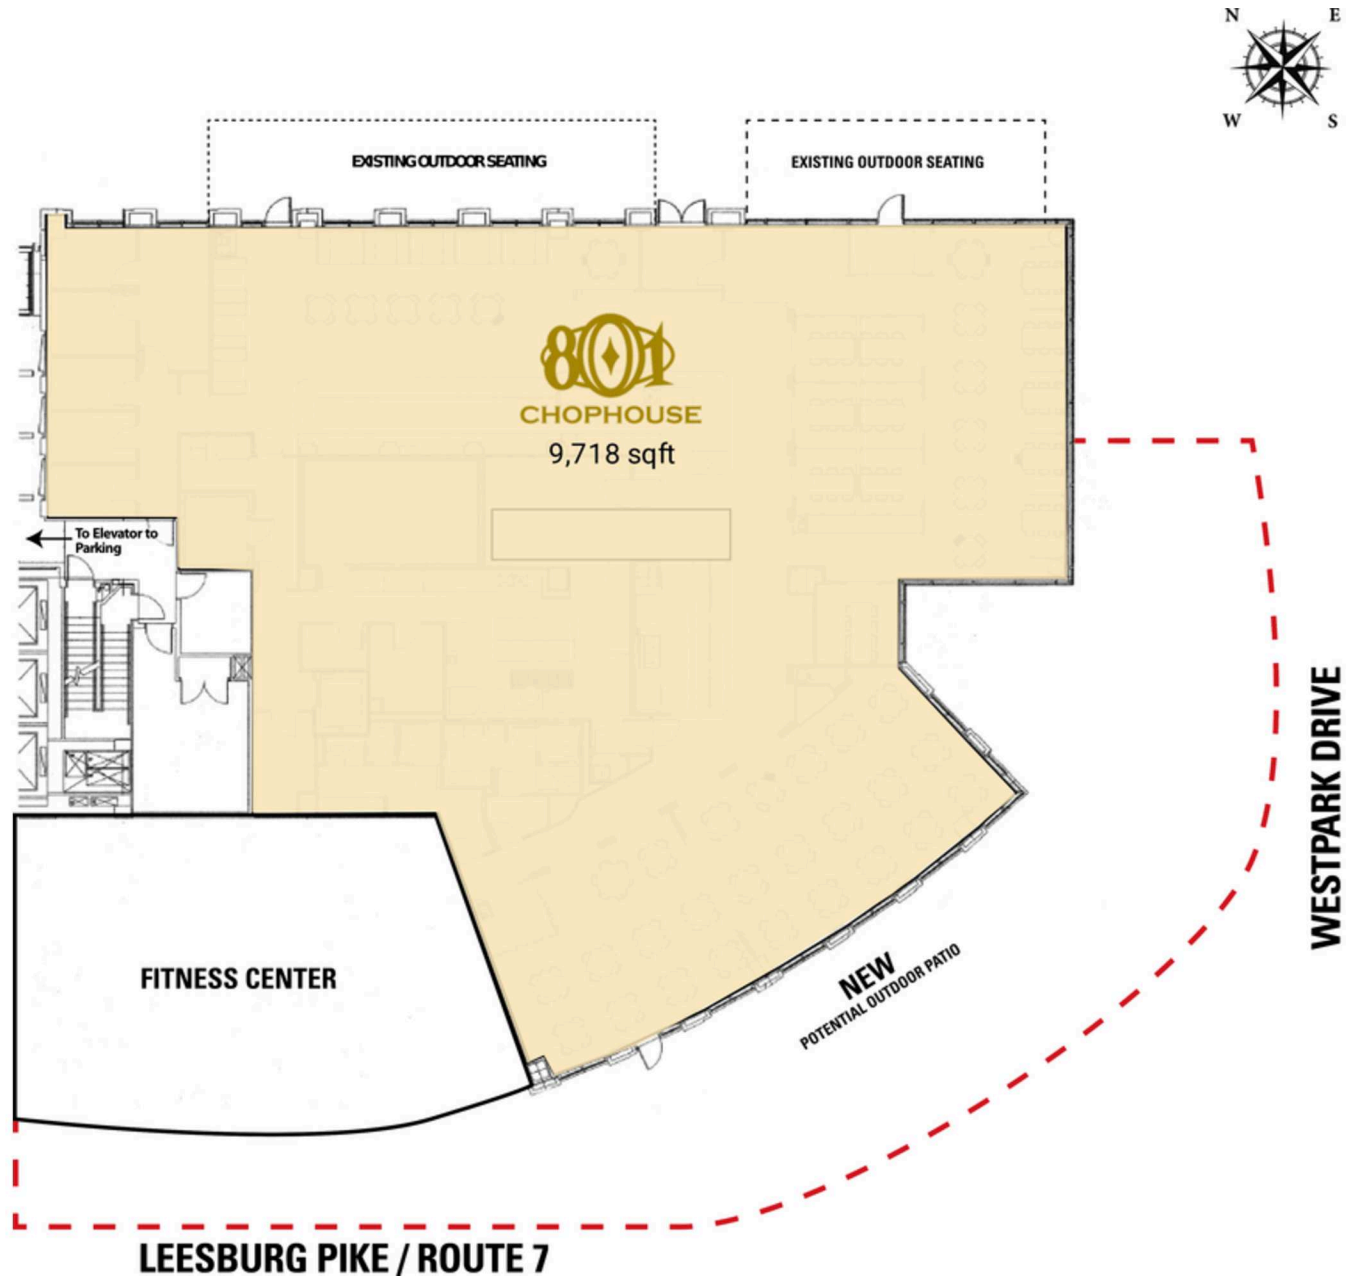 N E
W S
EXISTING OUTDOOR SEATING
EXISTING OUTDOOR SEATING
801
CHOPHOUSE
9,718 sqft
To Elevator to
Parking
WESTPARK DRIVE
FITNESS CENTER
NEW
POTENTIAL OUTDOOR PATIO
LEESBURG PIKE / ROUTE 7